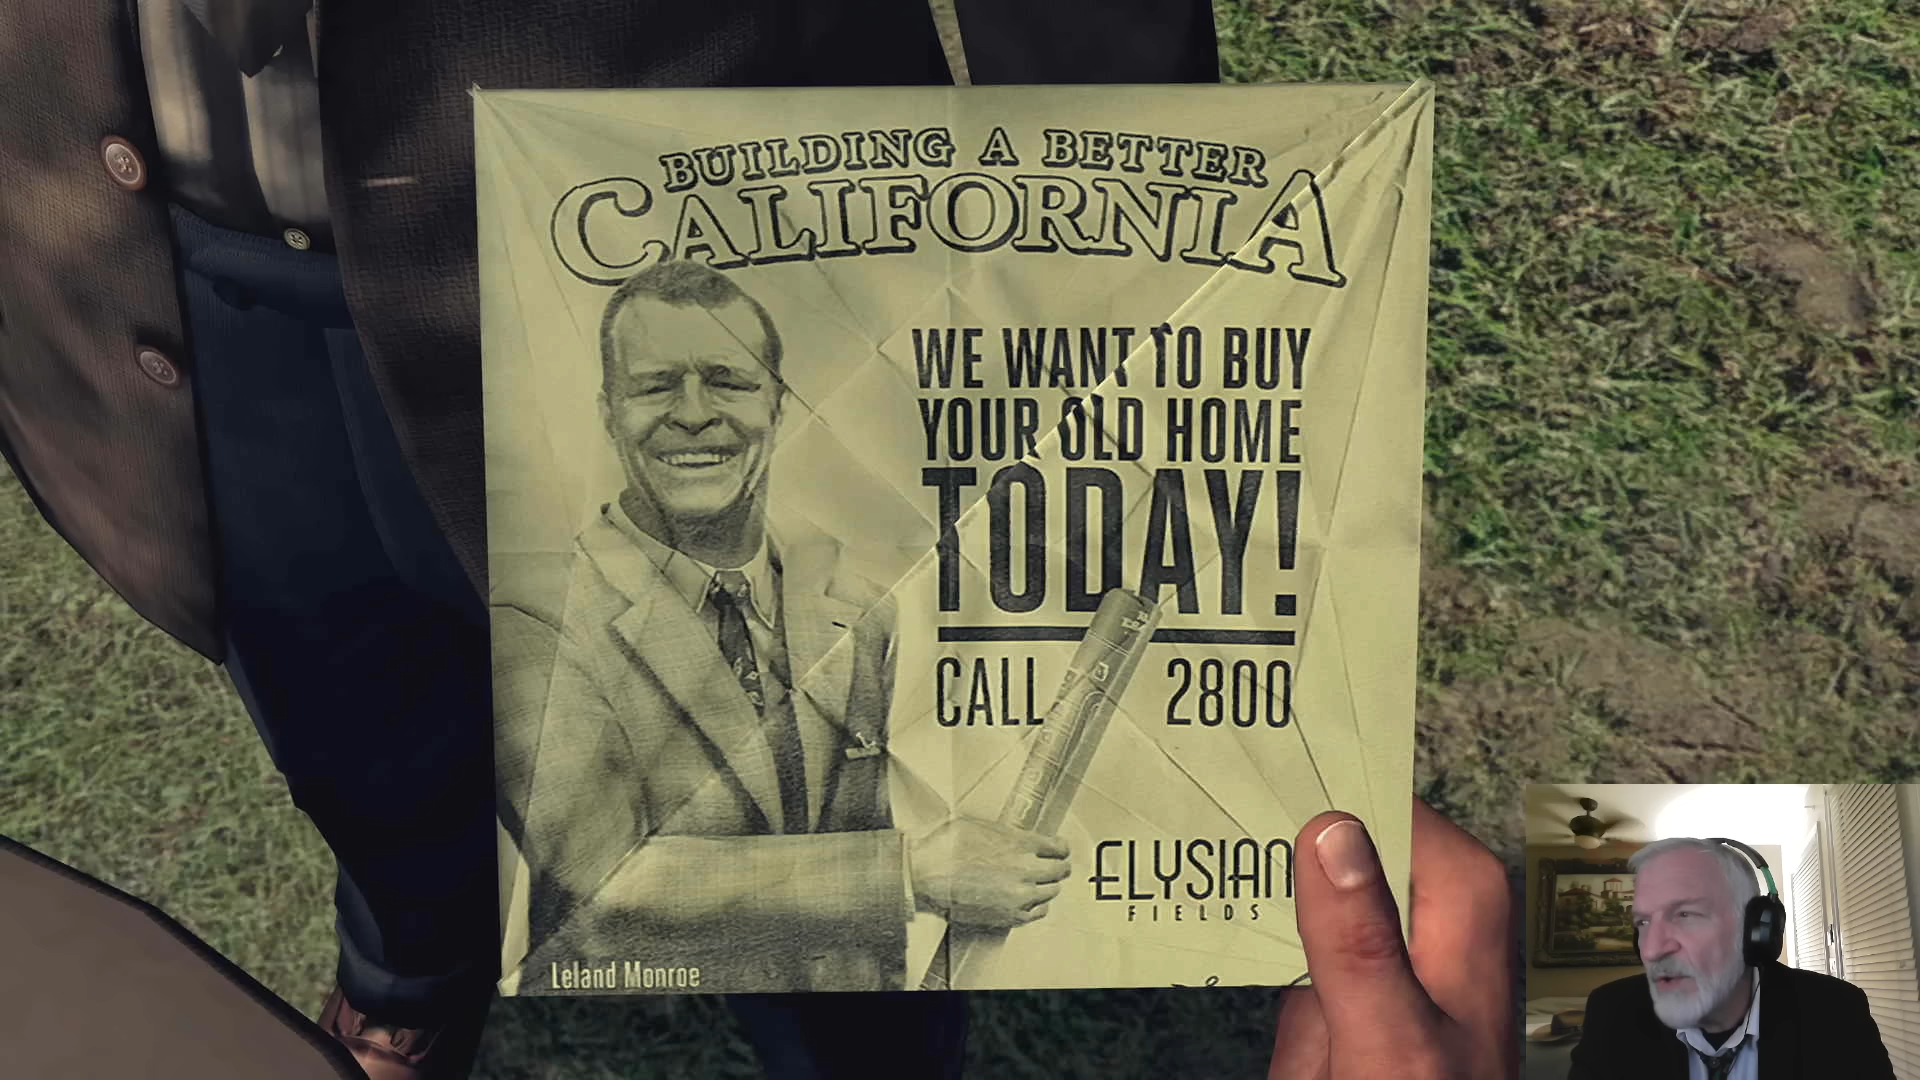 BUILDING A BETTER
CALIFORNIA
WE WANT TO BUY
YOUR OLD HOME
TODAY!
CALL 2800
ELYSIAN
FIELDS
Leland Monroe